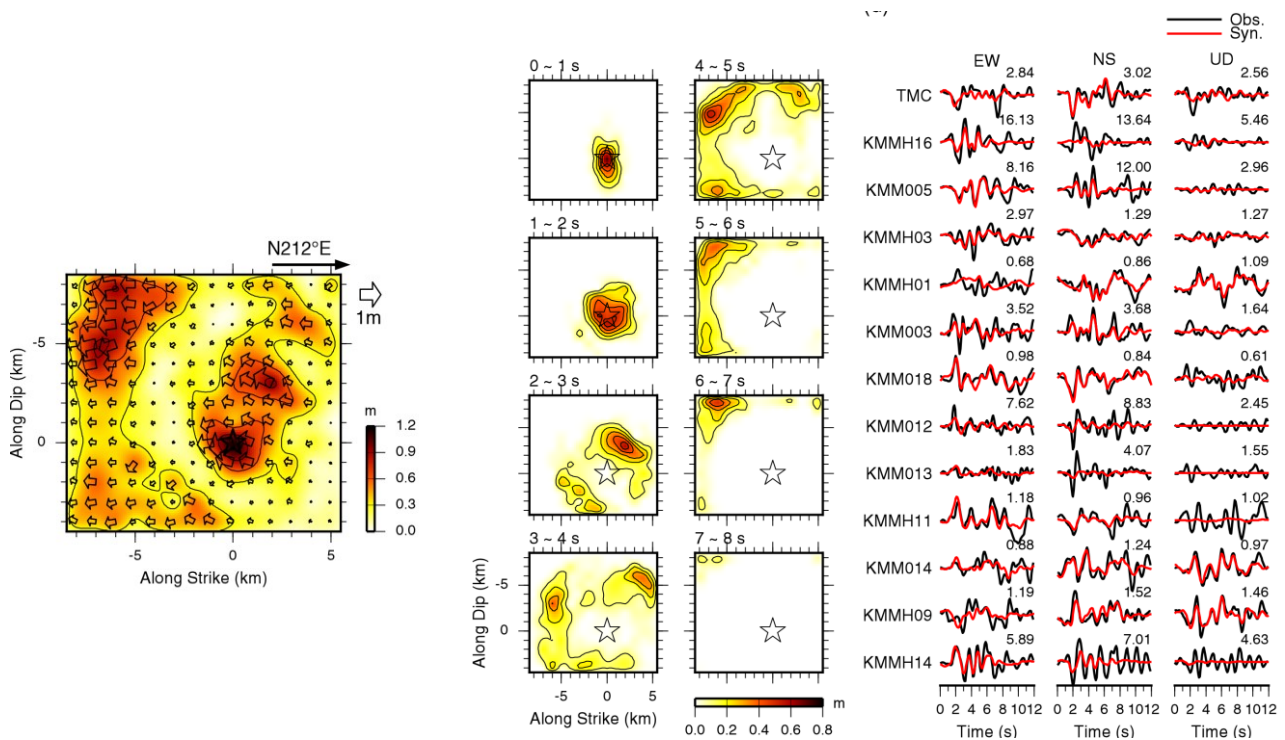 N212°E
1m
-5
0
Along Dip (km)
-5
0
5
Along Strike (km)
m
1.2
0.9
0.6
0.3
0.0
0 ~ 1 s
4 ~ 5 s
1 ~ 2 s
5 ~ 6 s
2 ~ 3 s
6 ~ 7 s
3 ~ 4 s
7 ~ 8 s
-5
0
Along Dip (km)
-5
0
5
Along Strike (km)
m
0.0 0.2 0.4 0.6 0.8
Obs.
Syn.
EW NS UD
TMC 2.84 3.02 2.56
KMMH16 16.13 13.64 5.46
KMM005 8.16 12.00 2.96
KMMH03 2.97 1.29 1.27
KMMH01 0.68 0.86 1.09
KMM003 3.52 3.68 1.64
KMM018 0.98 0.84 0.61
KMM012 7.62 8.83 2.45
KMM013 1.83 4.07 1.55
KMMH11 1.18 0.96 1.02
KMM014 0.88 1.24 0.97
KMMH09 1.19 1.52 1.46
KMMH14 5.89 7.01 4.63
0 2 4 6 8 1012 0 2 4 6 8 1012 0 2 4 6 8 1012
Time (s) Time (s) Time (s)